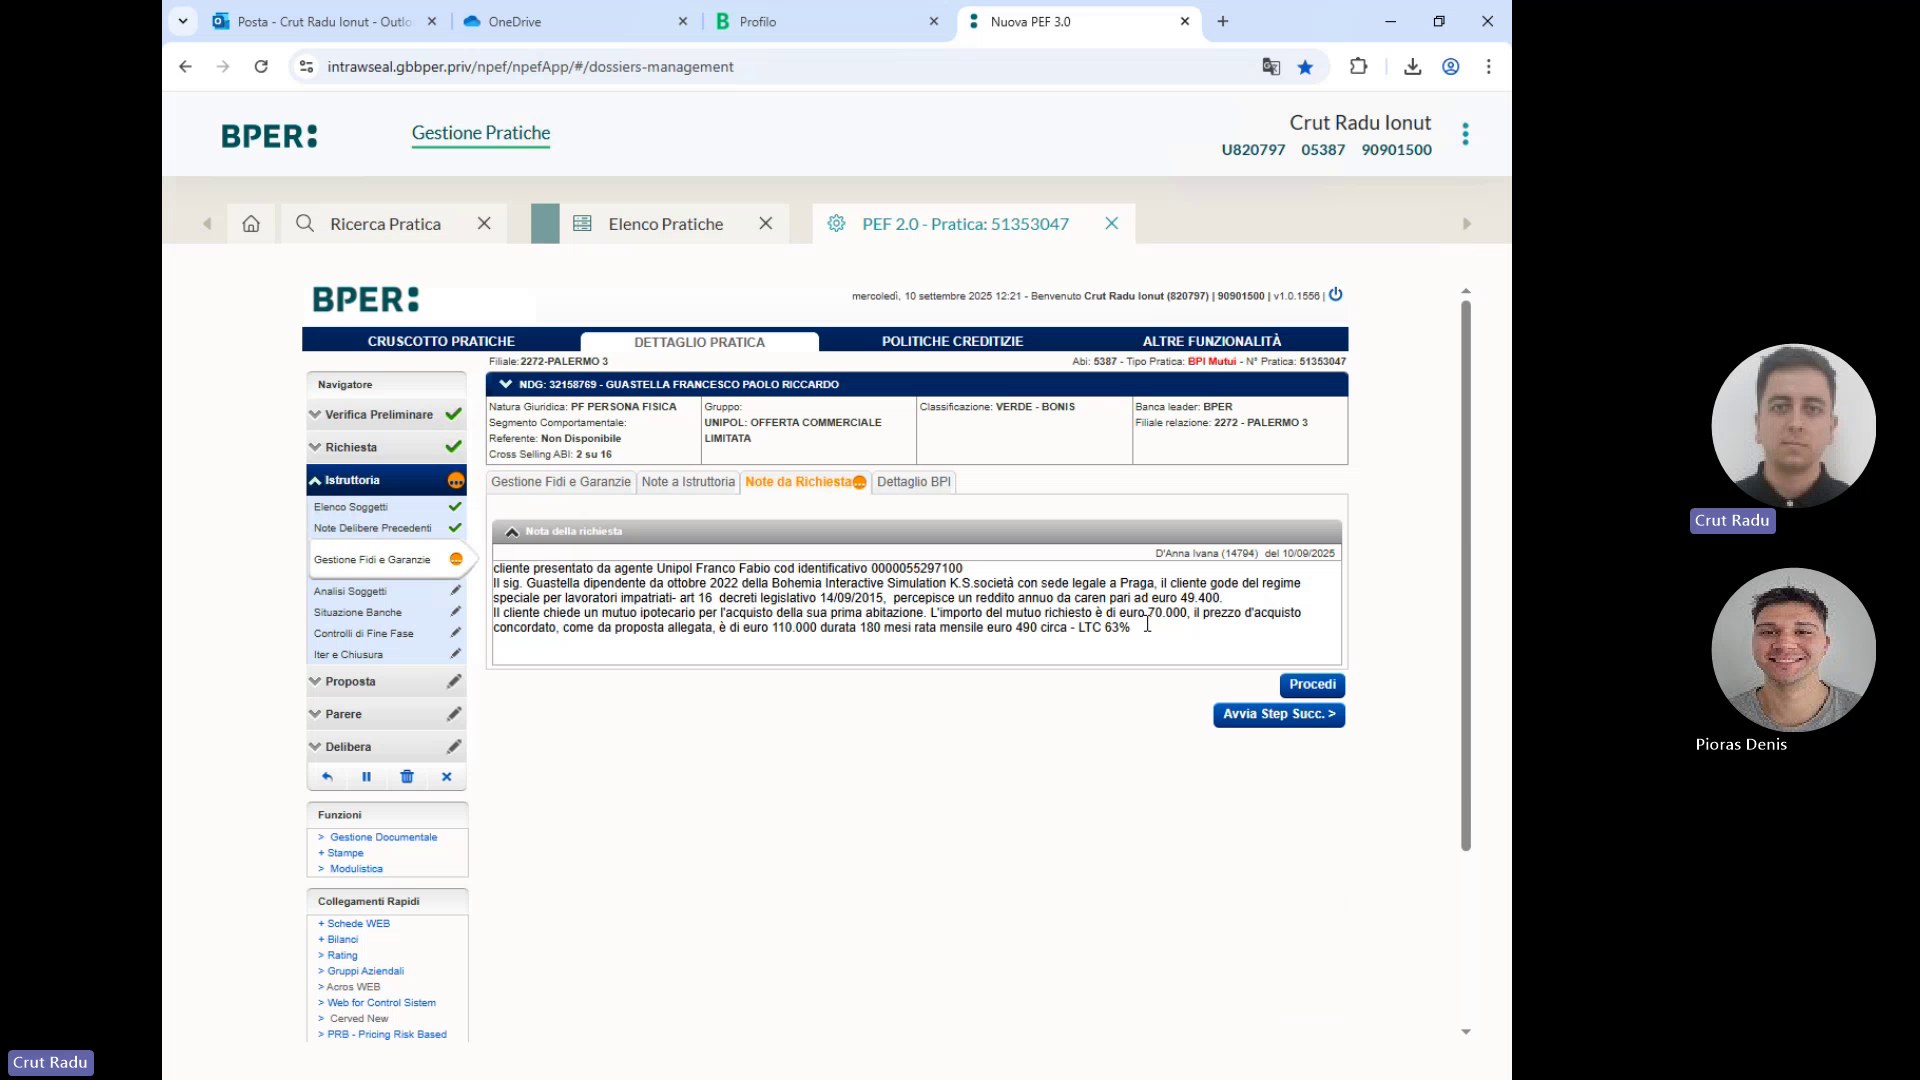 Posta - Crut Radu Ionut - Outlo
OneDrive
Profilo
Nuova PEF 3.0
intrawseal.gbbper.priv/npef/npefApp/#/dossiers-management
BPER:
Gestione Pratiche
Crut Radu Ionut
U820797 05387 90901500
Ricerca Pratica
Elenco Pratiche
PEF 2.0 - Pratica: 51353047
BPER:
mercoledì, 10 settembre 2025 12:21 - Benvenuto Crut Radu Ionut (820797) | 90901500 | v1.0.1556 |
CRUSCOTTO PRATICHE
DETTAGLIO PRATICA
POLITICHE CREDITIZIE
ALTRE FUNZIONALITÀ
Filiale: 2272-PALERMO 3
Abi: 5387 - Tipo Pratica: BPI Mutui - N° Pratica: 51353047
Navigatore
Verifica Preliminare
Richiesta
Istruttoria
Elenco Soggetti
Note Delibere Precedenti
Gestione Fidi e Garanzie
Analisi Soggetti
Situazione Banche
Controlli di Fine Fase
Iter e Chiusura
Proposta
Parere
Delibera
Funzioni
> Gestione Documentale
+ Stampe
> Modulistica
Collegamenti Rapidi
+ Schede WEB
+ Bilanci
> Rating
> Gruppi Aziendali
> Acros WEB
> Web for Control Sistem
> Cerved New
> PRB - Pricing Risk Based
NDG: 32158769 - GUASTELLA FRANCESCO PAOLO RICCARDO
Natura Giuridica: PF PERSONA FISICA
Segmento Comportamentale:
Referente: Non Disponibile
Cross Selling ABI: 2 su 16
Gruppo:
UNIPOL: OFFERTA COMMERCIALE
LIMITATA
Classificazione: VERDE - BONIS
Banca leader: BPER
Filiale relazione: 2272 - PALERMO 3
Gestione Fidi e Garanzie
Note a Istruttoria
Note da Richiesta
Dettaglio BPI
Nota della richiesta
D'Anna Ivana (14794) del 10/09/2025
cliente presentato da agente Unipol Franco Fabio cod identificativo 0000055297100
Il sig. Guastella dipendente da ottobre 2022 della Bohemia Interactive Simulation K.S.società con sede legale a Praga, il cliente gode del regime
speciale per lavoratori impatriati- art 16 decreti legislativo 14/09/2015, percepisce un reddito annuo da caren pari ad euro 49.400.
Il cliente chiede un mutuo ipotecario per l'acquisto della sua prima abitazione. L'importo del mutuo richiesto è di euro 70.000, il prezzo d'acquisto
concordato, come da proposta allegata, è di euro 110.000 durata 180 mesi rata mensile euro 490 circa - LTC 63%
Procedi
Avvia Step Succ. >
Crut Radu
Pioras Denis
Crut Radu